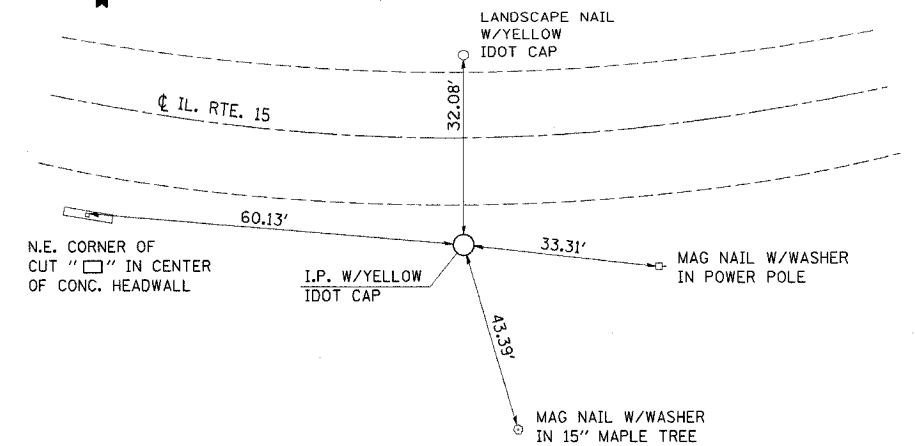 LANDSCAPE NAIL
W/YELLOW
IDOT CAP
℄ IL. RTE. 15
32.08'
60.13'
33.31'
N.E. CORNER OF
CUT "▭" IN CENTER
OF CONC. HEADWALL
I.P. W/YELLOW
IDOT CAP
MAG NAIL W/WASHER
IN POWER POLE
43.39'
MAG NAIL W/WASHER
IN 15" MAPLE TREE